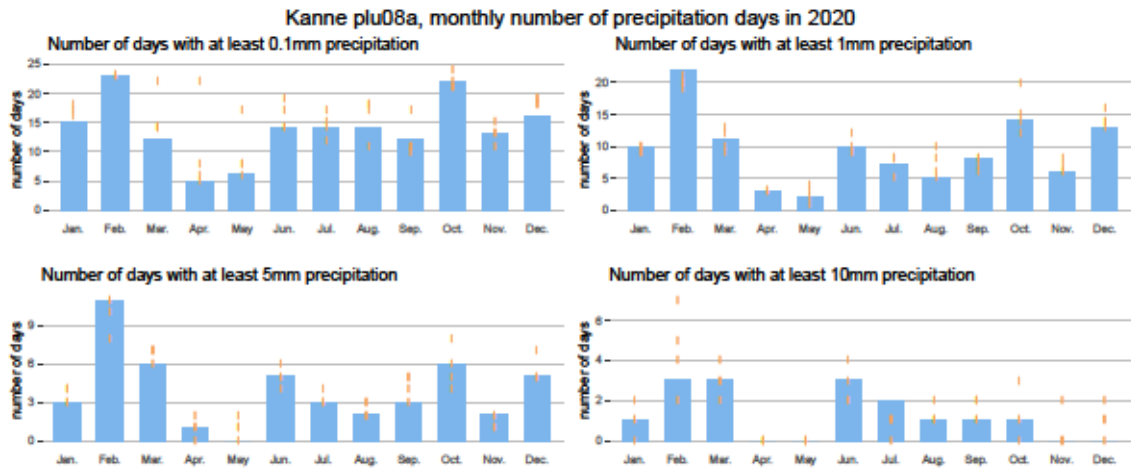 Kanne plu08a, monthly number of precipitation days in 2020
Number of days with at least 0.1mm precipitation
number of days
25
20
15
10
5
0
Jan. Feb. Mar. Apr. May Jun. Jul. Aug. Sep. Oct. Nov. Dec.
Number of days with at least 1mm precipitation
number of days
20
15
10
5
0
Jan. Feb. Mar. Apr. May Jun. Jul. Aug. Sep. Oct. Nov. Dec.
Number of days with at least 5mm precipitation
number of days
9
6
3
0
Jan. Feb. Mar. Apr. May Jun. Jul. Aug. Sep. Oct. Nov. Dec.
Number of days with at least 10mm precipitation
number of days
6
4
2
0
Jan. Feb. Mar. Apr. May Jun. Jul. Aug. Sep. Oct. Nov. Dec.